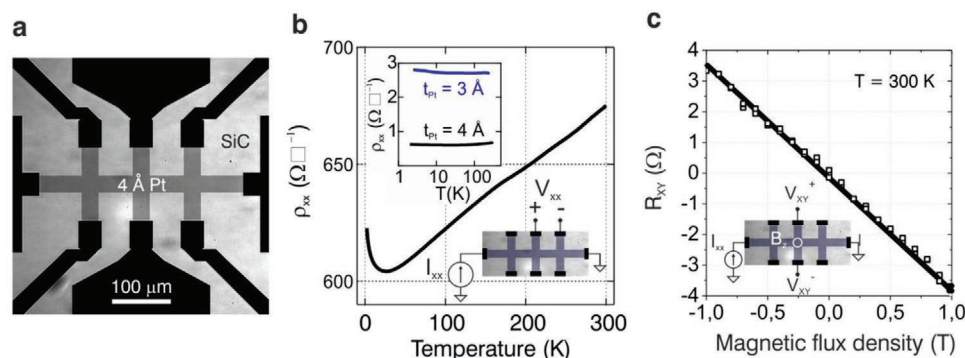 a
SiC
4 Å Pt
100 µm
b
700
650
600
ρxx (Ω□⁻¹)
0
100
200
300
Temperature (K)
3
2
1
0
ρxx (Ω□⁻¹)
tPt = 3 Å
tPt = 4 Å
1
10
100
T(K)
Vxx
+ -
Ixx
c
4
3
2
1
0
-1
-2
-3
-4
RXY (Ω)
T = 300 K
VXY+
Bz
Ixx
VXY-
-1,0
-0,5
0,0
0,5
1,0
Magnetic flux density (T)